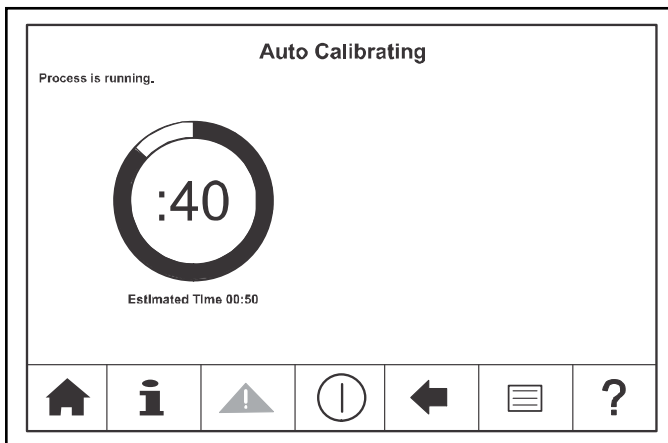 Auto Calibrating
Process is running.
:40
Estimated Time 00:50
?